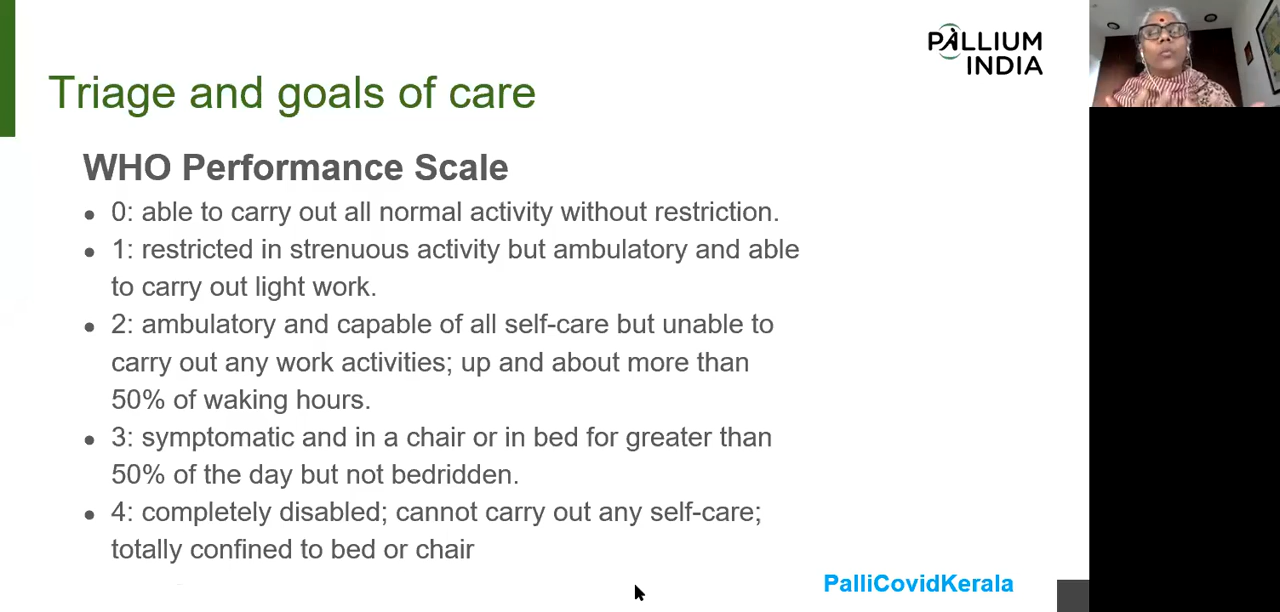 PALLIUM
INDIA
Triage and goals of care
WHO Performance Scale
• 0: able to carry out all normal activity without restriction.
• 1: restricted in strenuous activity but ambulatory and able
to carry out light work.
• 2: ambulatory and capable of all self-care but unable to
carry out any work activities; up and about more than
50% of waking hours.
• 3: symptomatic and in a chair or in bed for greater than
50% of the day but not bedridden.
• 4: completely disabled; cannot carry out any self-care;
totally confined to bed or chair
PalliCovidKerala